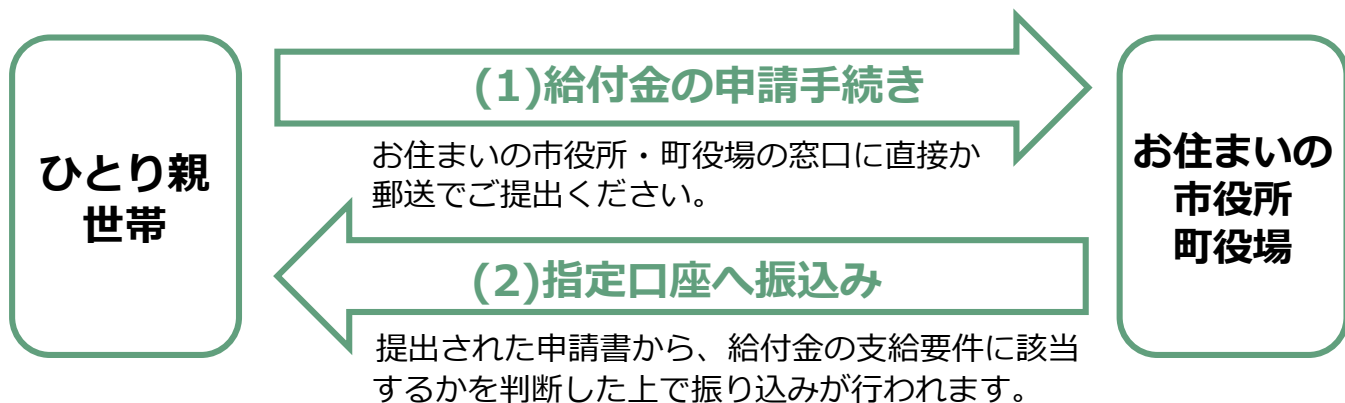 ひとり親
世帯
(1)給付金の申請手続き
お住まいの市役所・町役場の窓口に直接か
郵送でご提出ください。
(2)指定口座へ振込み
提出された申請書から、給付金の支給要件に該当
するかを判断した上で振り込みが行われます。
お住まいの
市役所
町役場